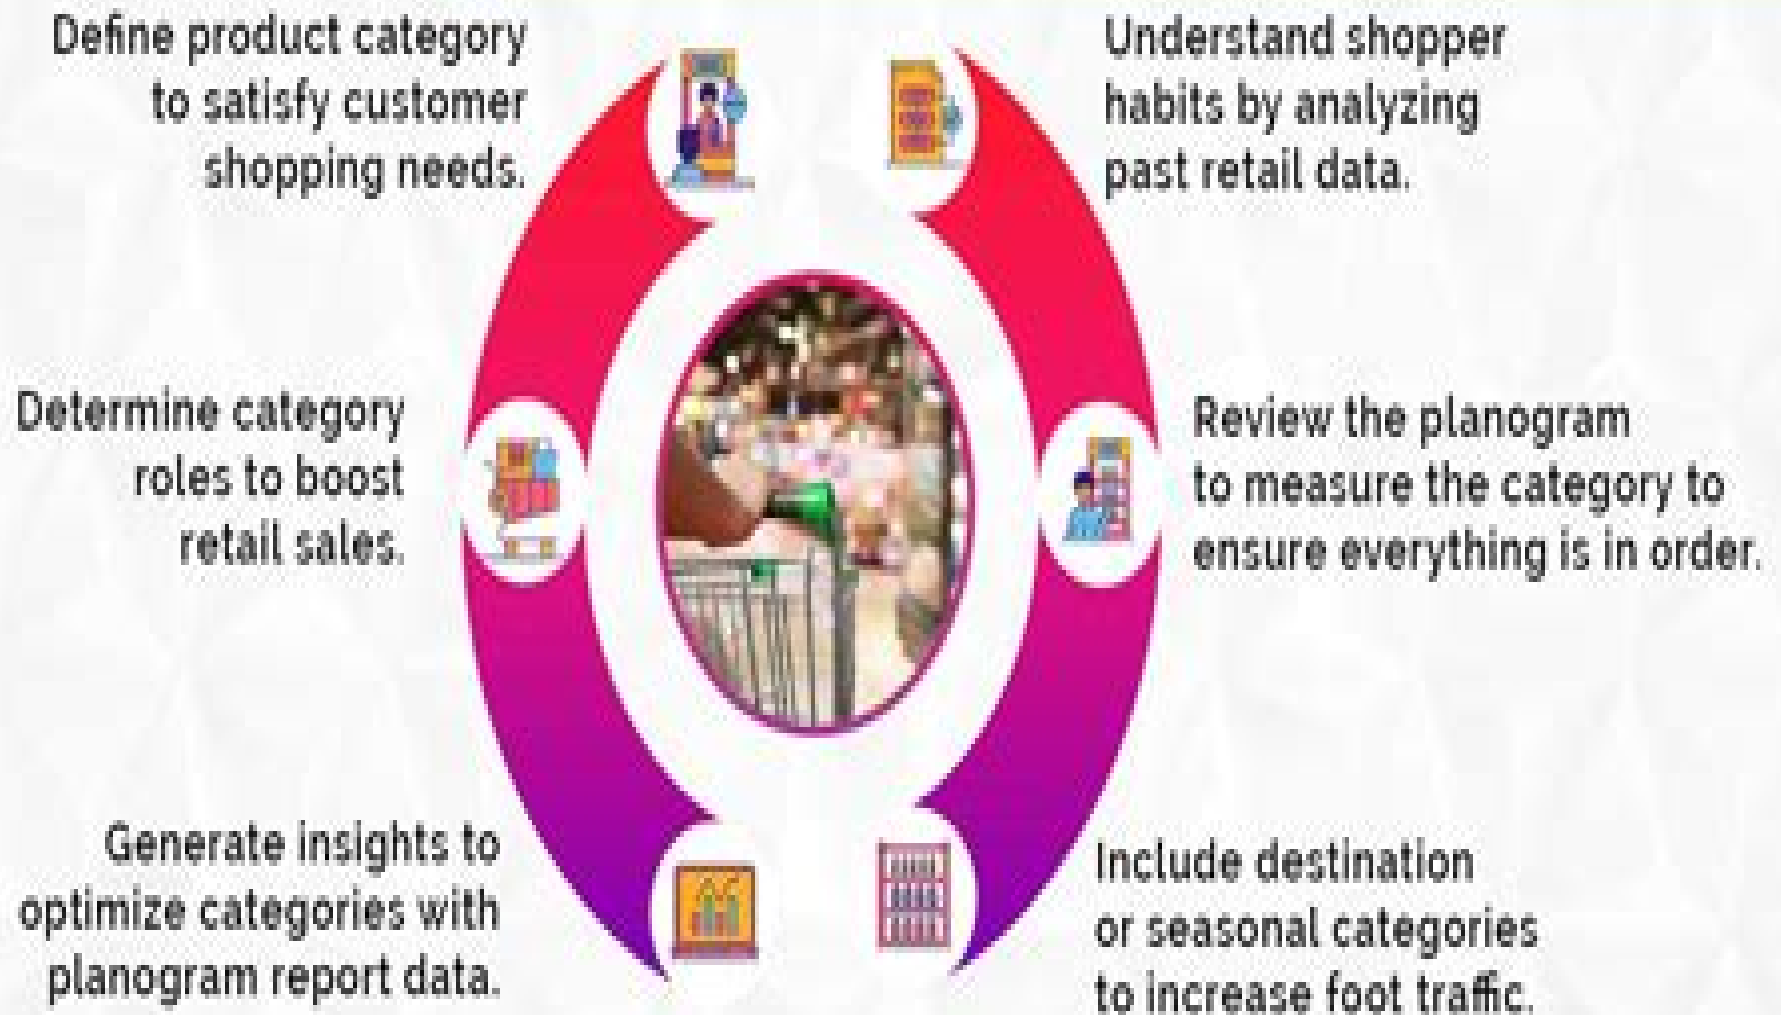 Define product category
to satisfy customer
shopping needs.
Understand shopper
habits by analyzing
past retail data.
Determine category
roles to boost
retail sales.
Review the planogram
to measure the category to
ensure everything is in order.
Generate insights to
optimize categories with
planogram report data.
Include destination
or seasonal categories
to increase foot traffic.